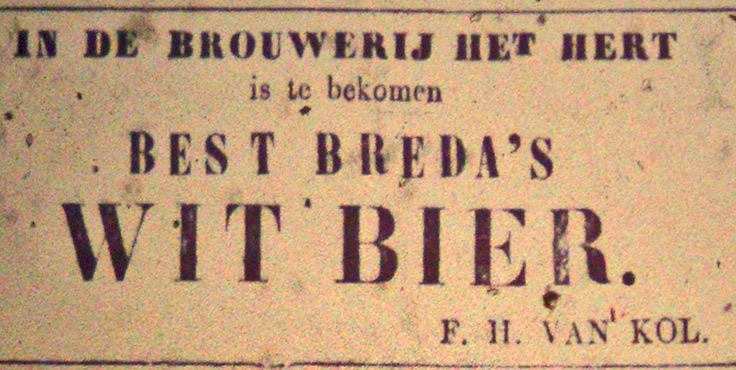 IN DE BROUWERIJ HET HERT
is te bekomen
BEST BREDA'S
WIT BIER.
F. H. VAN KOL.